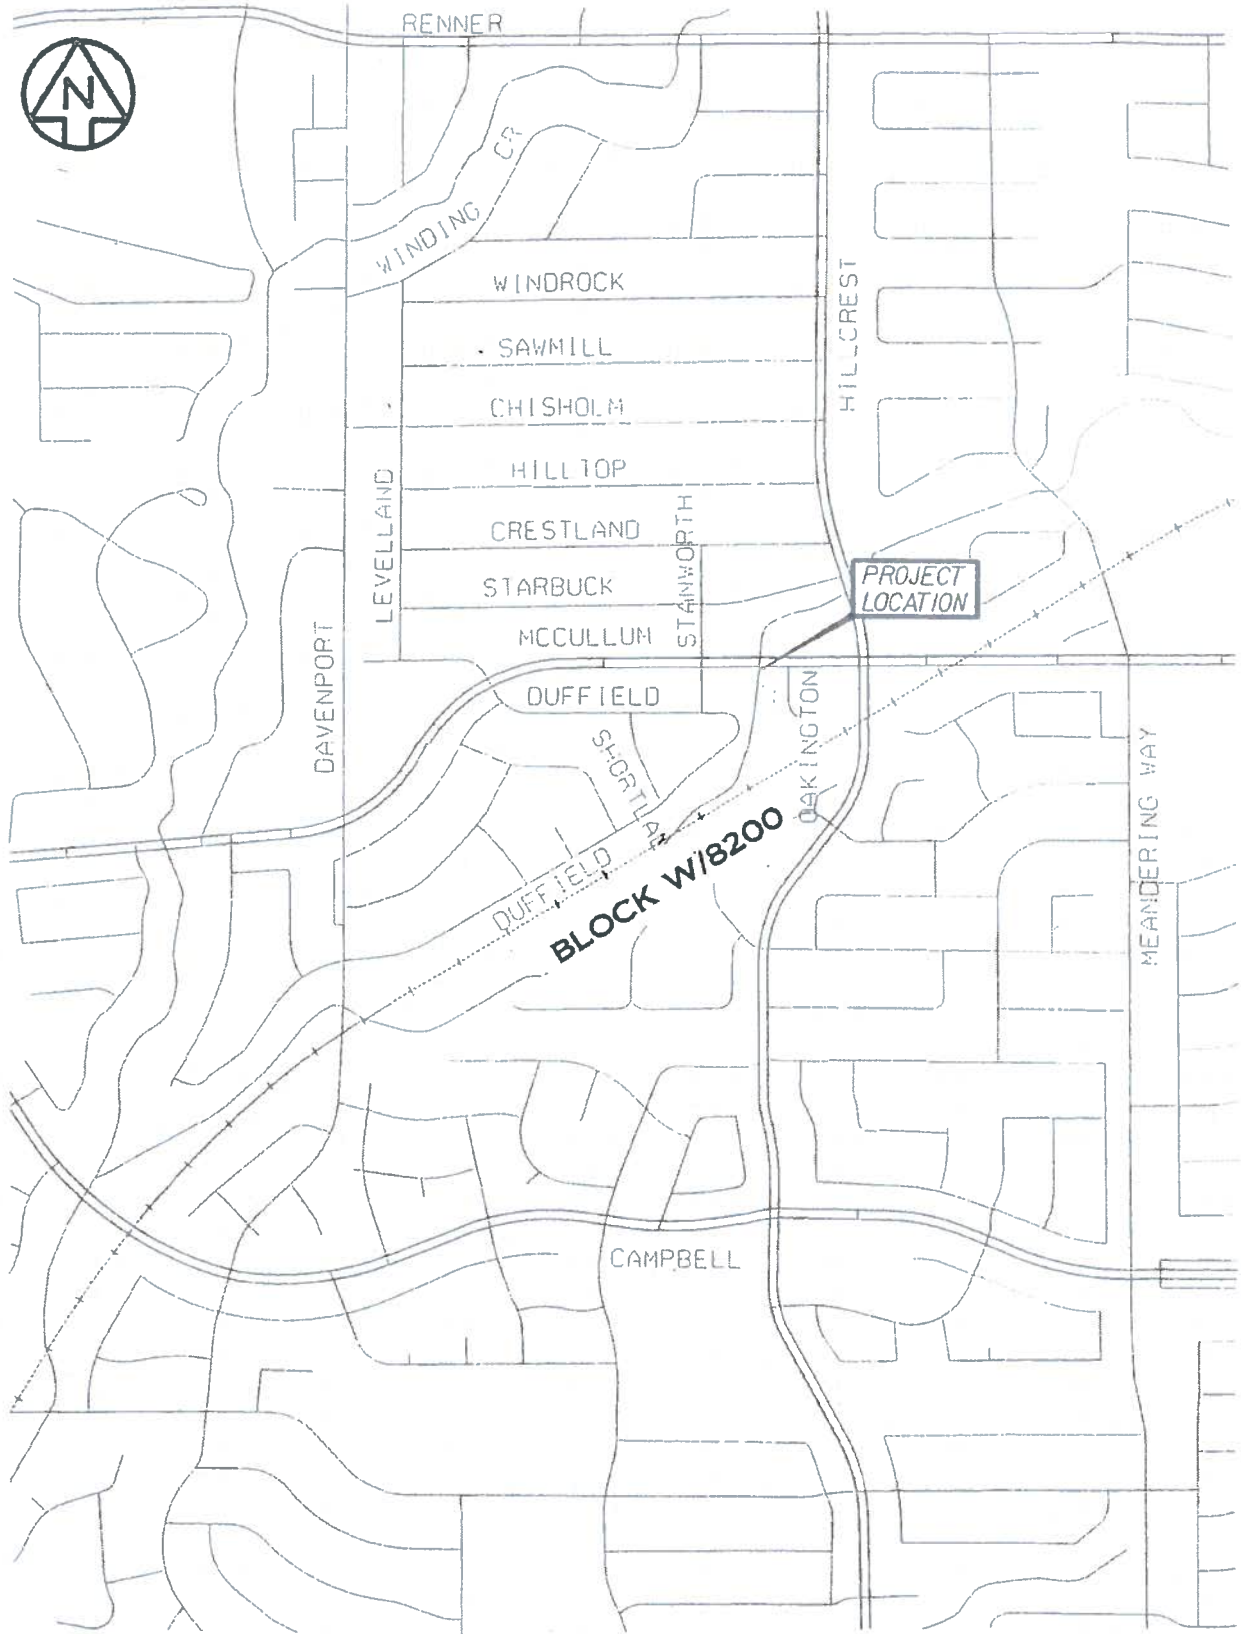 RENNER
N
WINDING CR
WINDROCK
HILLCREST
SAWMILL
CHISHOLM
HILLTOP
LEVELLAND
CRESTLAND
STANWORTH
STARBUCK
PROJECT
LOCATION
MCCULLUM
DAVENPORT
DUFFIELD
OAKINGTON
SHORTLA
MEANDERING WAY
DUFFIELD
BLOCK W/8200
CAMPBELL